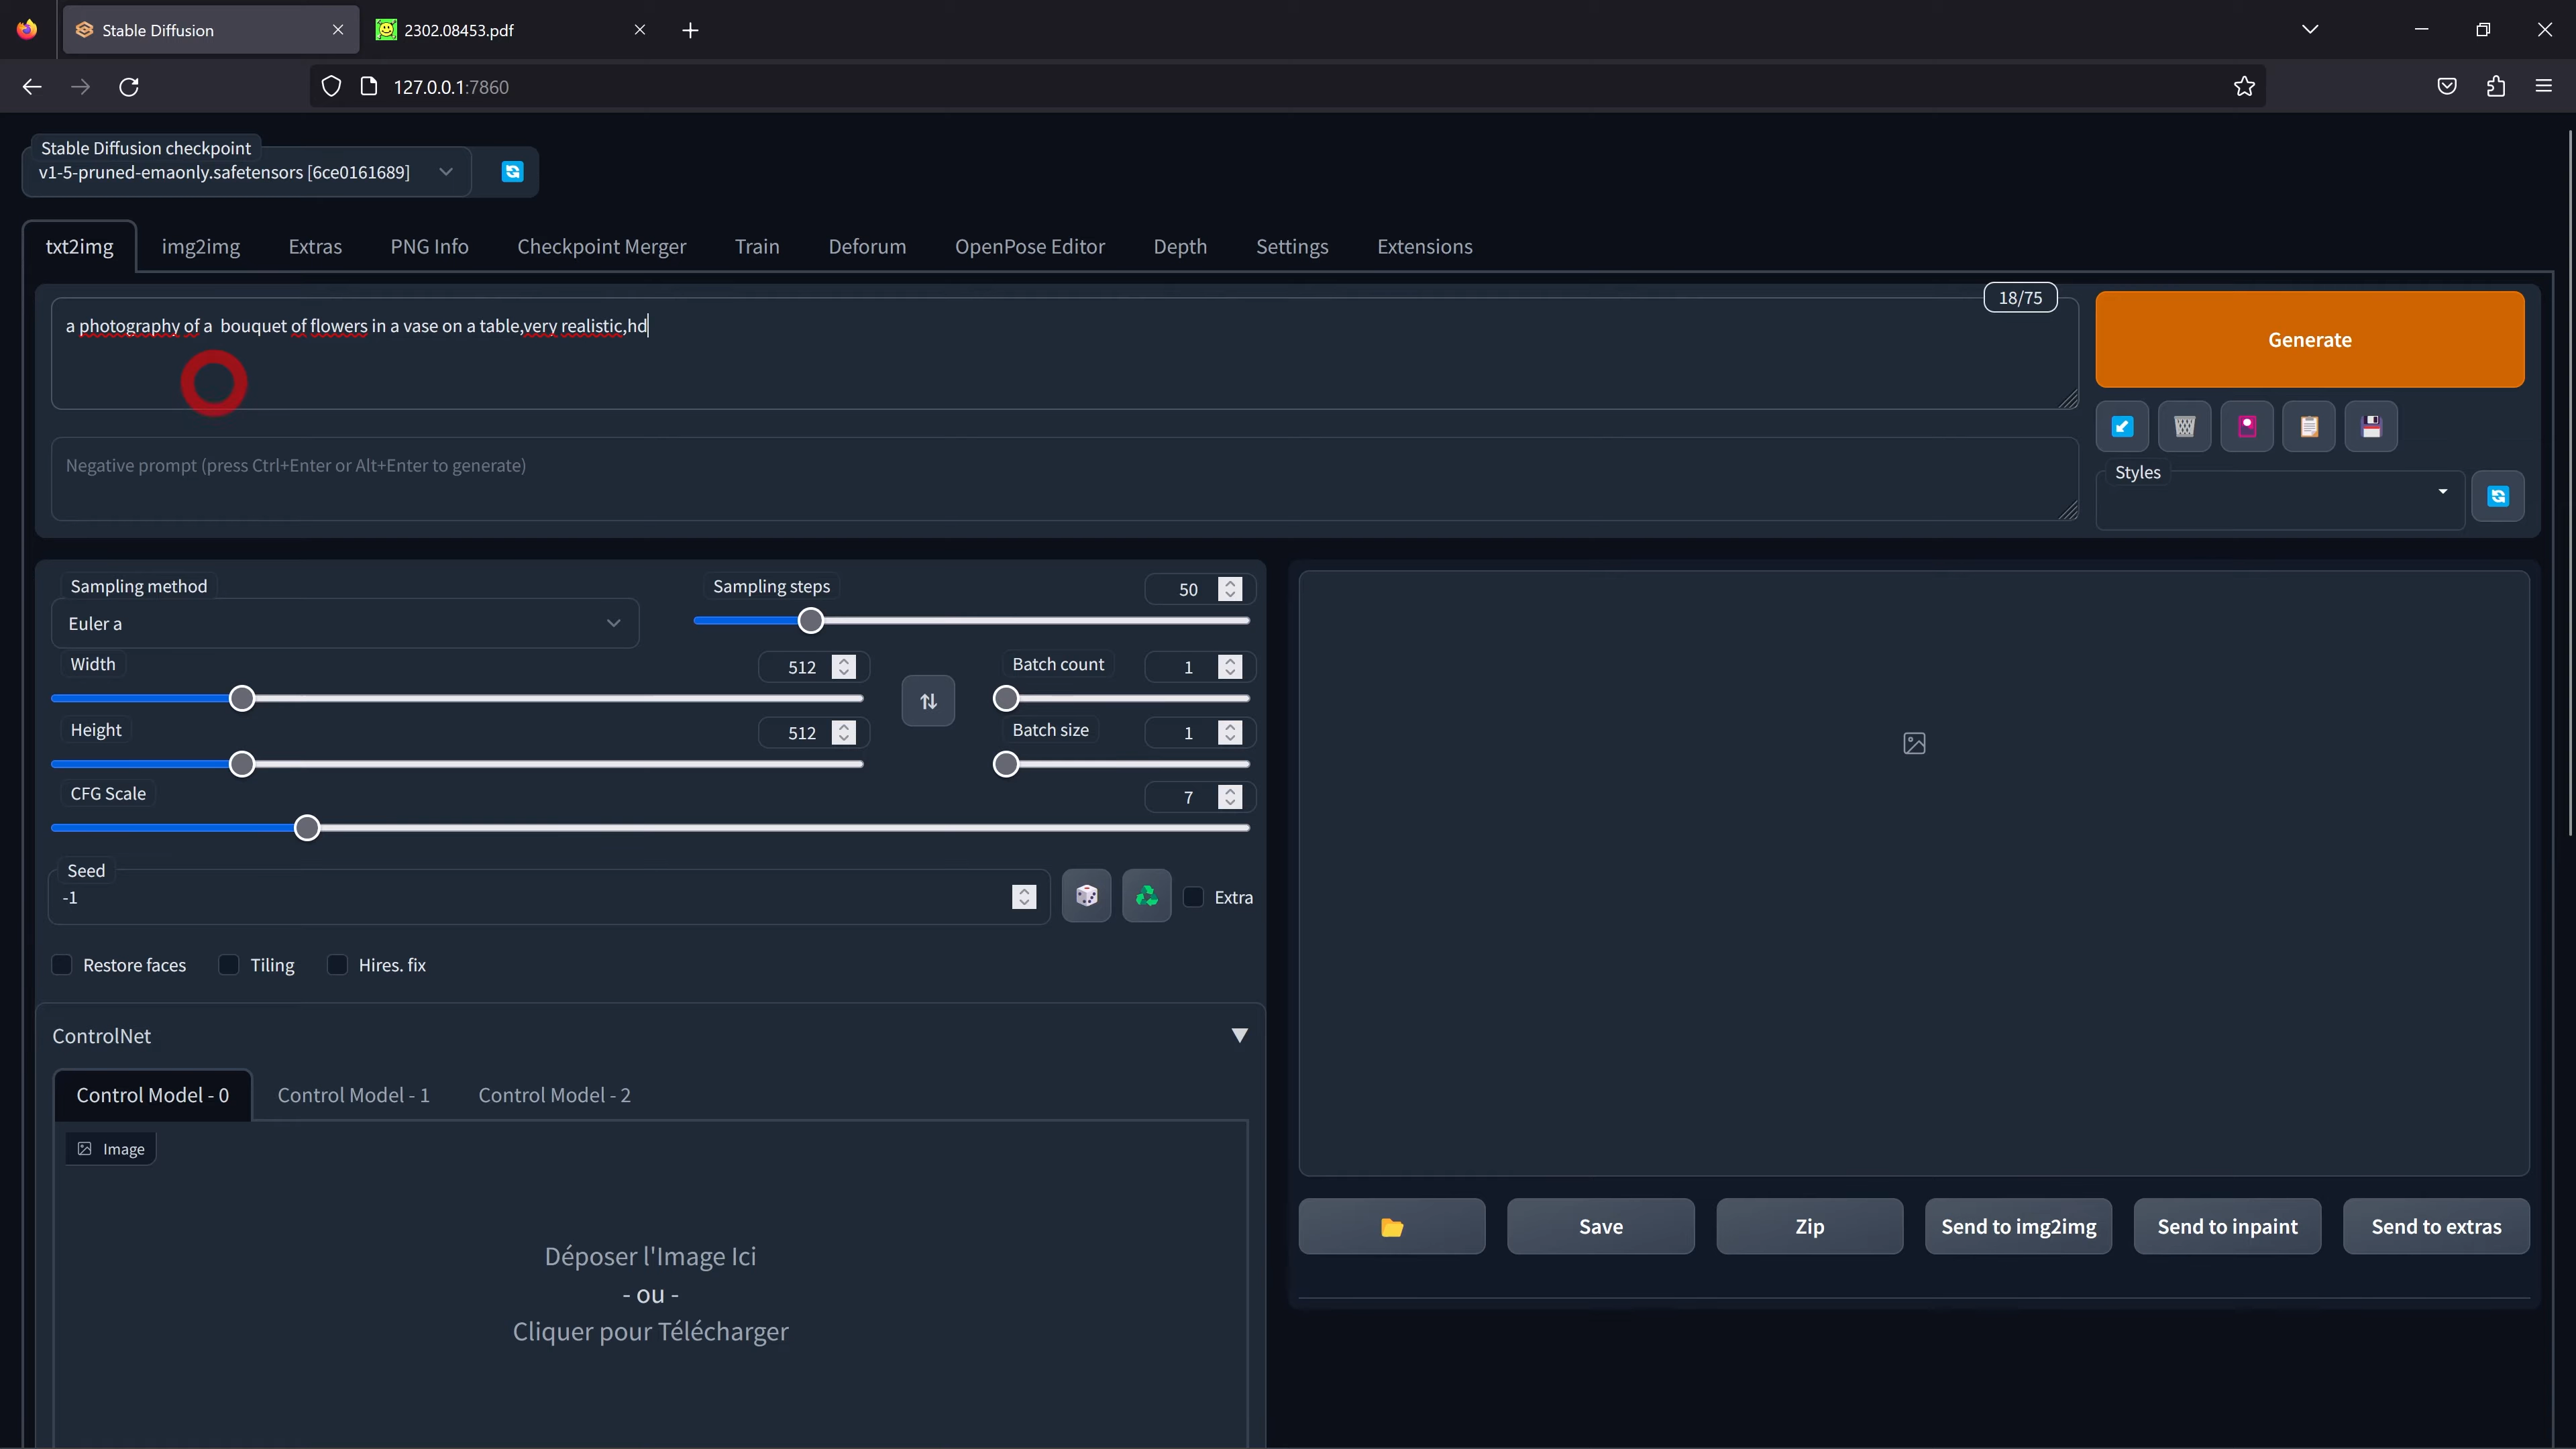 Stable Diffusion
2302.08453.pdf
127.0.0.1:7860
Stable Diffusion checkpoint
v1-5-pruned-emaonly.safetensors [6ce0161689]
txt2img img2img Extras PNG Info Checkpoint Merger Train Deforum OpenPose Editor Depth Settings Extensions
18/75
a photography of a  bouquet of flowers in a vase on a table,very realistic,hd
Generate
Negative prompt (press Ctrl+Enter or Alt+Enter to generate)
Styles
Sampling method
Euler a
Sampling steps
50
Width
512
Batch count
1
Height
512
Batch size
1
CFG Scale
7
Seed
-1
Extra
Restore faces
Tiling
Hires. fix
ControlNet
Control Model - 0 Control Model - 1 Control Model - 2
Image
Déposer l'Image Ici
- ou -
Cliquer pour Télécharger
Save
Zip
Send to img2img
Send to inpaint
Send to extras